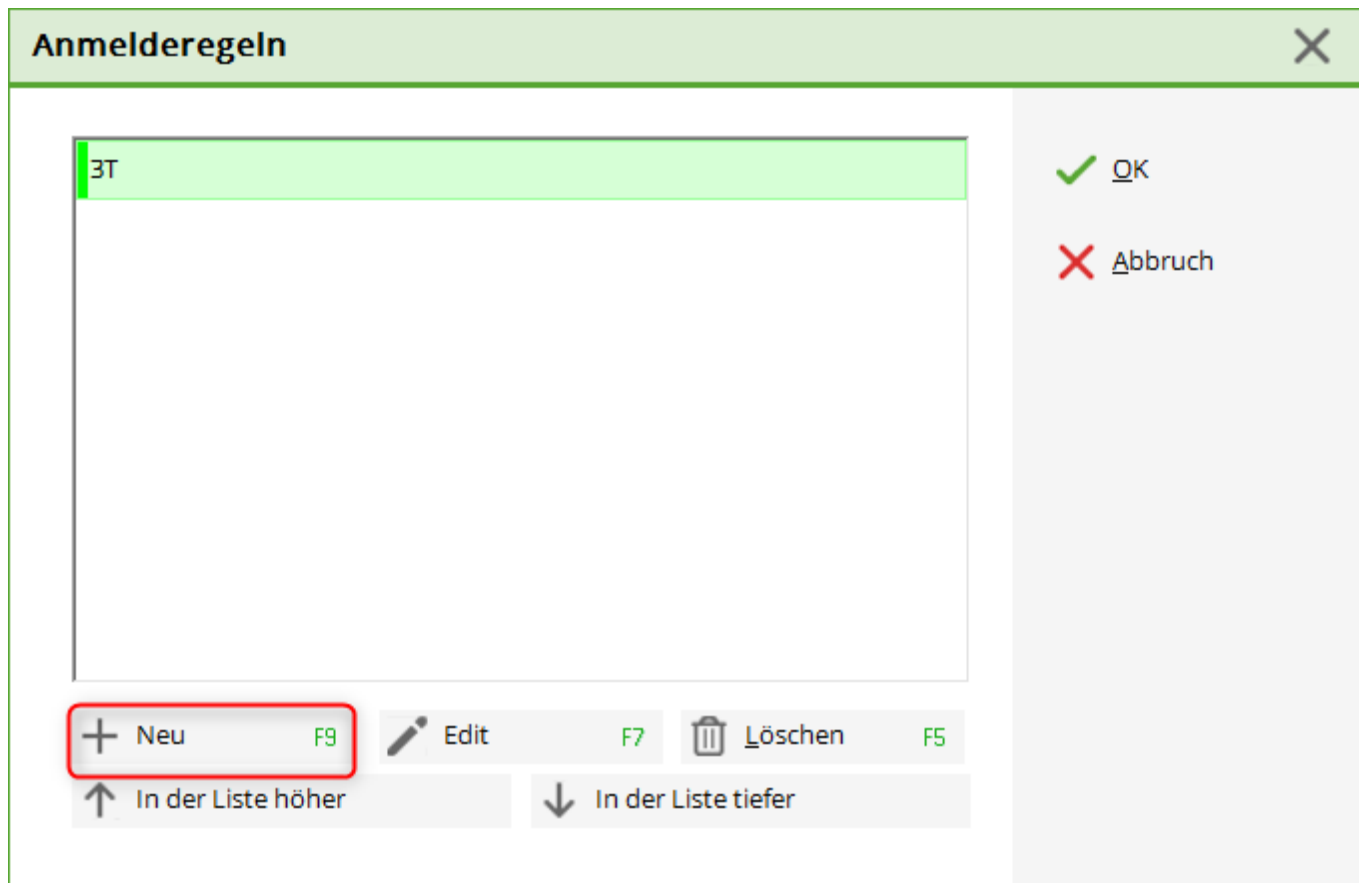 Anmelderegeln
3T
OK
Abbruch
Neu F9 Edit F7 Löschen F5
In der Liste höher In der Liste tiefer